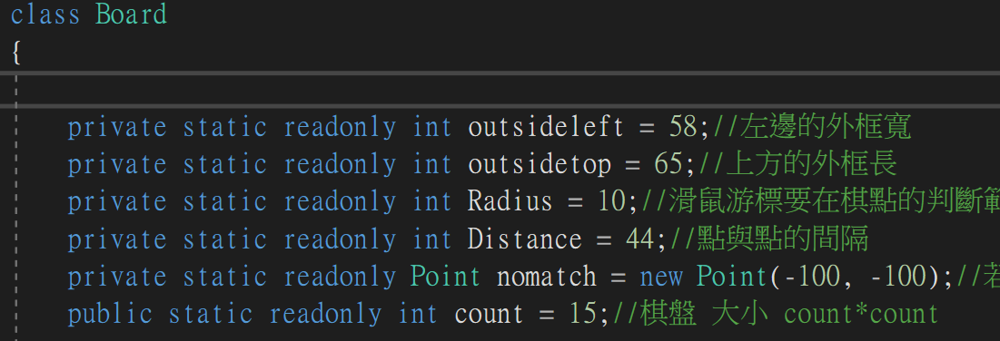 class Board
{
private static readonly int outsideleft = 58;//左邊的外框寬
private static readonly int outsidetop = 65;//上方的外框長
private static readonly int Radius = 10;//滑鼠游標要在棋點的判斷範
private static readonly int Distance = 44;//點與點的間隔
private static readonly Point nomatch = new Point(-100, -100);//若
public static readonly int count = 15;//棋盤 大小 count*count